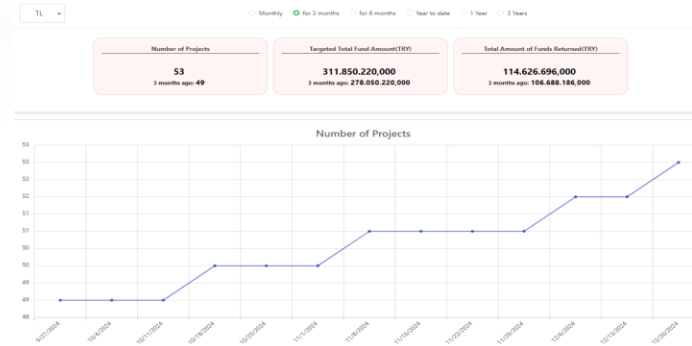 TL
Monthly
for 3 months
for 6 months
Year to date
1 Year
3 Years
Number of Projects
53
3 months ago: 49
Targeted Total Fund Amount(TRY)
311.850.220,000
3 months ago: 278.050.220,000
Total Amount of Funds Returned(TRY)
114.626.696,000
3 months ago: 106.688.186,000
Number of Projects
53
53
52
52
51
51
50
50
49
49
48
9/27/2024
10/4/2024
10/11/2024
10/18/2024
10/25/2024
11/1/2024
11/8/2024
11/15/2024
11/22/2024
11/29/2024
12/6/2024
12/13/2024
12/20/2024